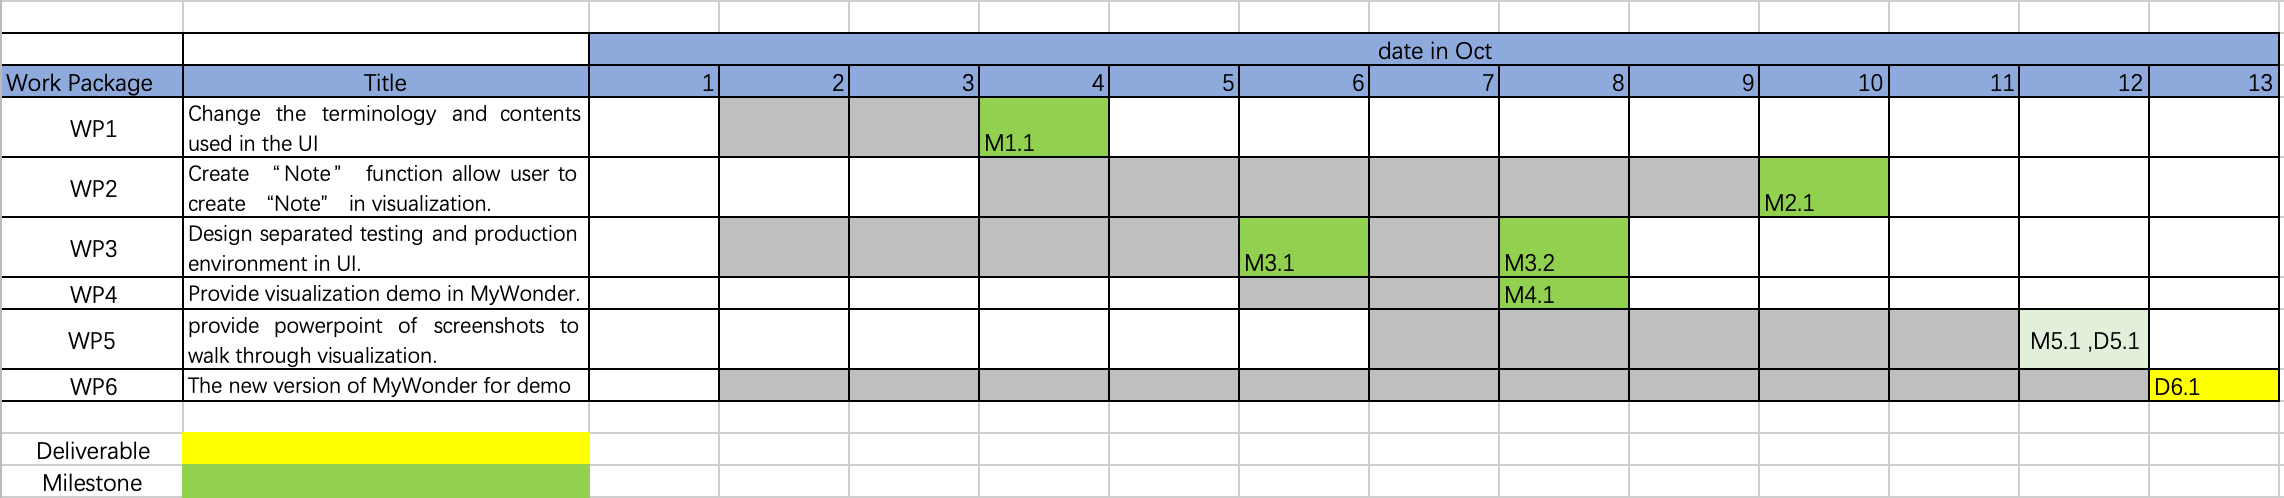 date in Oct
Work Package Title 1 2 3 4 5 6 7 8 9 10 11 12 13
WP1 Change the terminology and contents
used in the UI M1.1
WP2 Create “Note” function allow user to
create “Note” in visualization. M2.1
WP3 Design separated testing and production
environment in UI. M3.1 M3.2
WP4 Provide visualization demo in MyWonder. M4.1
WP5 provide powerpoint of screenshots to
walk through visualization. M5.1 ,D5.1
WP6 The new version of MyWonder for demo D6.1
Deliverable
Milestone